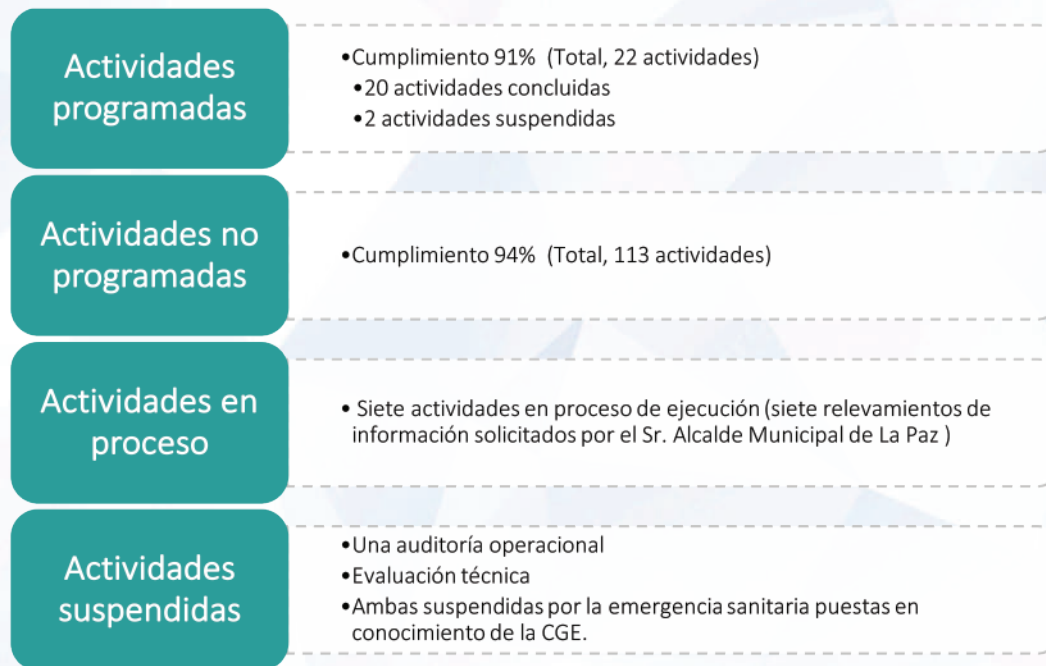 Actividades
programadas
•Cumplimiento 91% (Total, 22 actividades)
•20 actividades concluidas
•2 actividades suspendidas
Actividades no
programadas
•Cumplimiento 94% (Total, 113 actividades)
Actividades en
proceso
• Siete actividades en proceso de ejecución (siete relevamientos de
información solicitados por el Sr. Alcalde Municipal de La Paz )
Actividades
suspendidas
•Una auditoría operacional
•Evaluación técnica
•Ambas suspendidas por la emergencia sanitaria puestas en
conocimiento de la CGE.